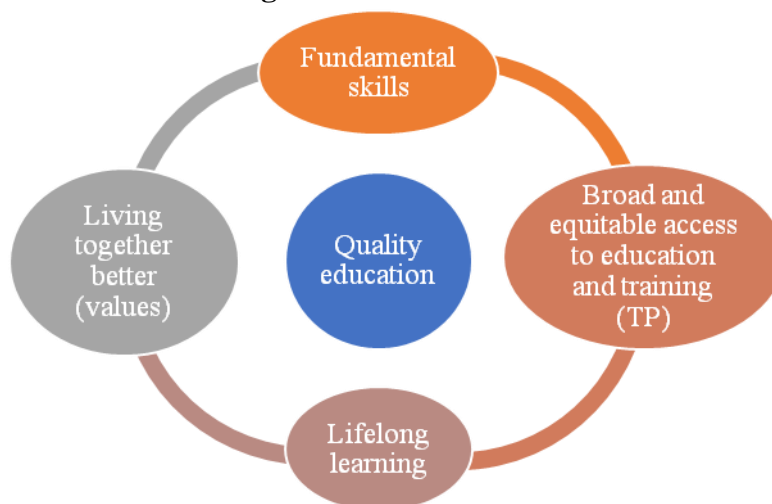 Fundamental
skills
Broad and
equitable access
to education
and training
(TP)
Living
together
better
(values)
Quality
education
Lifelong
learning